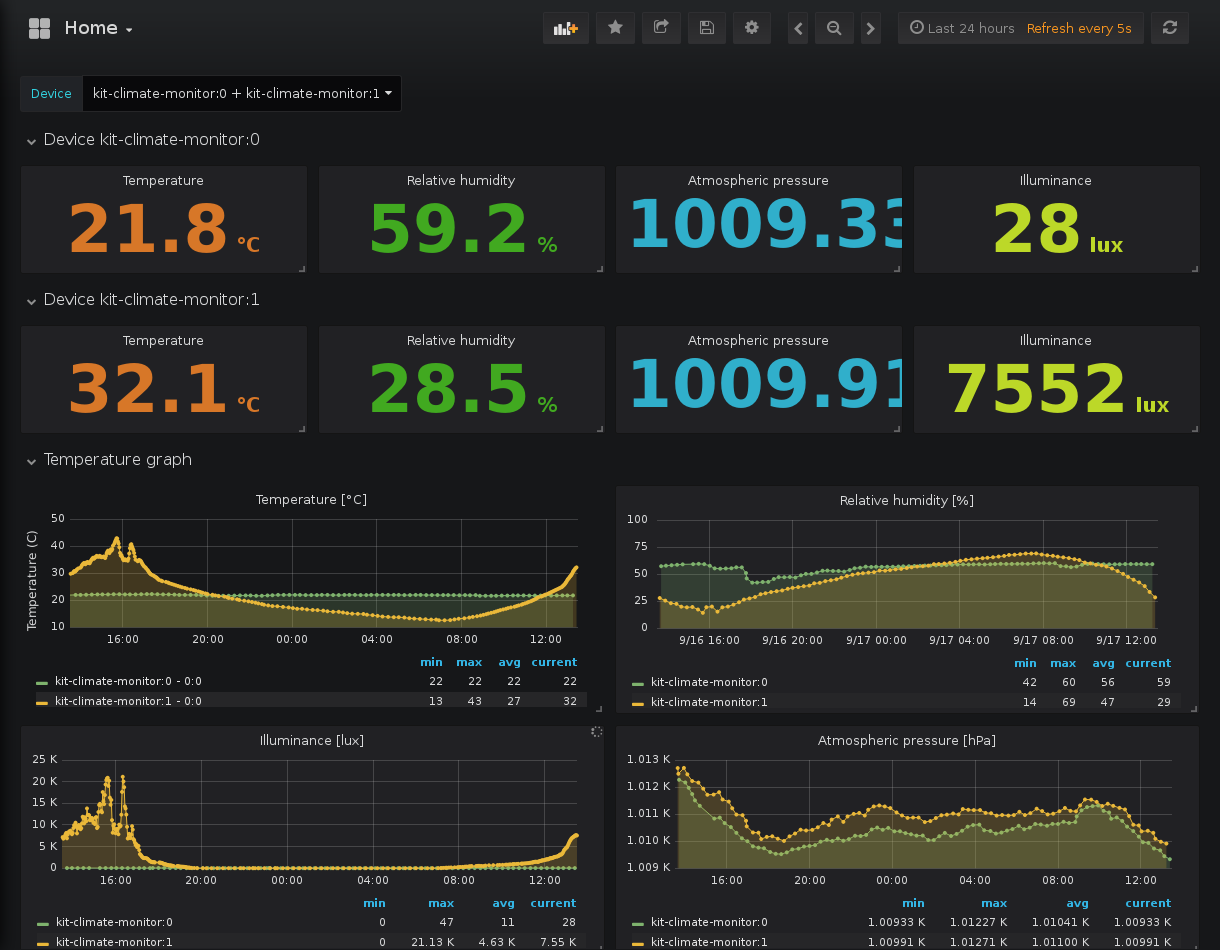 Home
Last 24 hours Refresh every 5s
Device kit-climate-monitor:0 + kit-climate-monitor:1
Device kit-climate-monitor:0
Temperature Relative humidity Atmospheric pressure Illuminance
21.8 °C 59.2 % 1009.33 28 lux
Device kit-climate-monitor:1
Temperature Relative humidity Atmospheric pressure Illuminance
32.1 °C 28.5 % 1009.91 7552 lux
Temperature graph
Temperature [°C]
Temperature (C)
50
40
30
20
10
16:00 20:00 00:00 04:00 08:00 12:00
min max avg current
kit-climate-monitor:0 - 0:0 22 22 22 22
kit-climate-monitor:1 - 0:0 13 43 27 32
Relative humidity [%]
100
75
50
25
0
9/16 16:00 9/16 20:00 9/17 00:00 9/17 04:00 9/17 08:00 9/17 12:00
min max avg current
kit-climate-monitor:0 42 60 56 59
kit-climate-monitor:1 14 69 47 29
Illuminance [lux]
25 K
20 K
15 K
10 K
5 K
0
16:00 20:00 00:00 04:00 08:00 12:00
min max avg current
kit-climate-monitor:0 0 47 11 28
kit-climate-monitor:1 0 21.13 K 4.63 K 7.55 K
Atmospheric pressure [hPa]
1.013 K
1.012 K
1.011 K
1.010 K
1.009 K
16:00 20:00 00:00 04:00 08:00 12:00
min max avg current
kit-climate-monitor:0 1.00933 K 1.01227 K 1.01041 K 1.00933 K
kit-climate-monitor:1 1.00991 K 1.01271 K 1.01100 K 1.00991 K